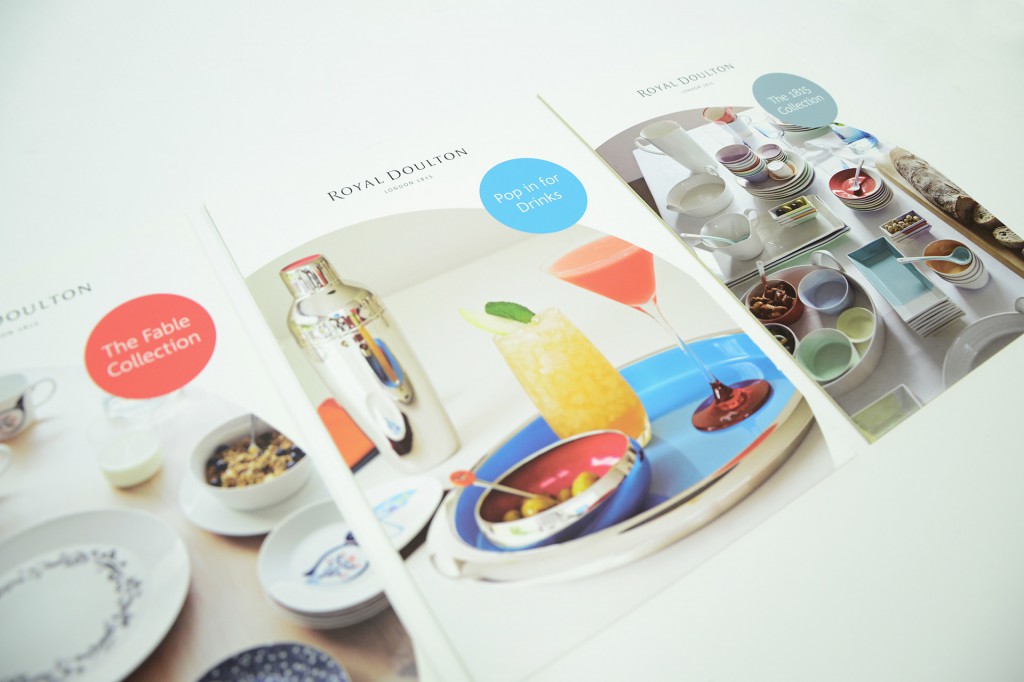 DOULTON
The Fable
Collection
ROYAL DOULTON
LONDON 1815
Pop in for
Drinks
ROYAL DOULTON
LONDON 1815
The 1815
Collection